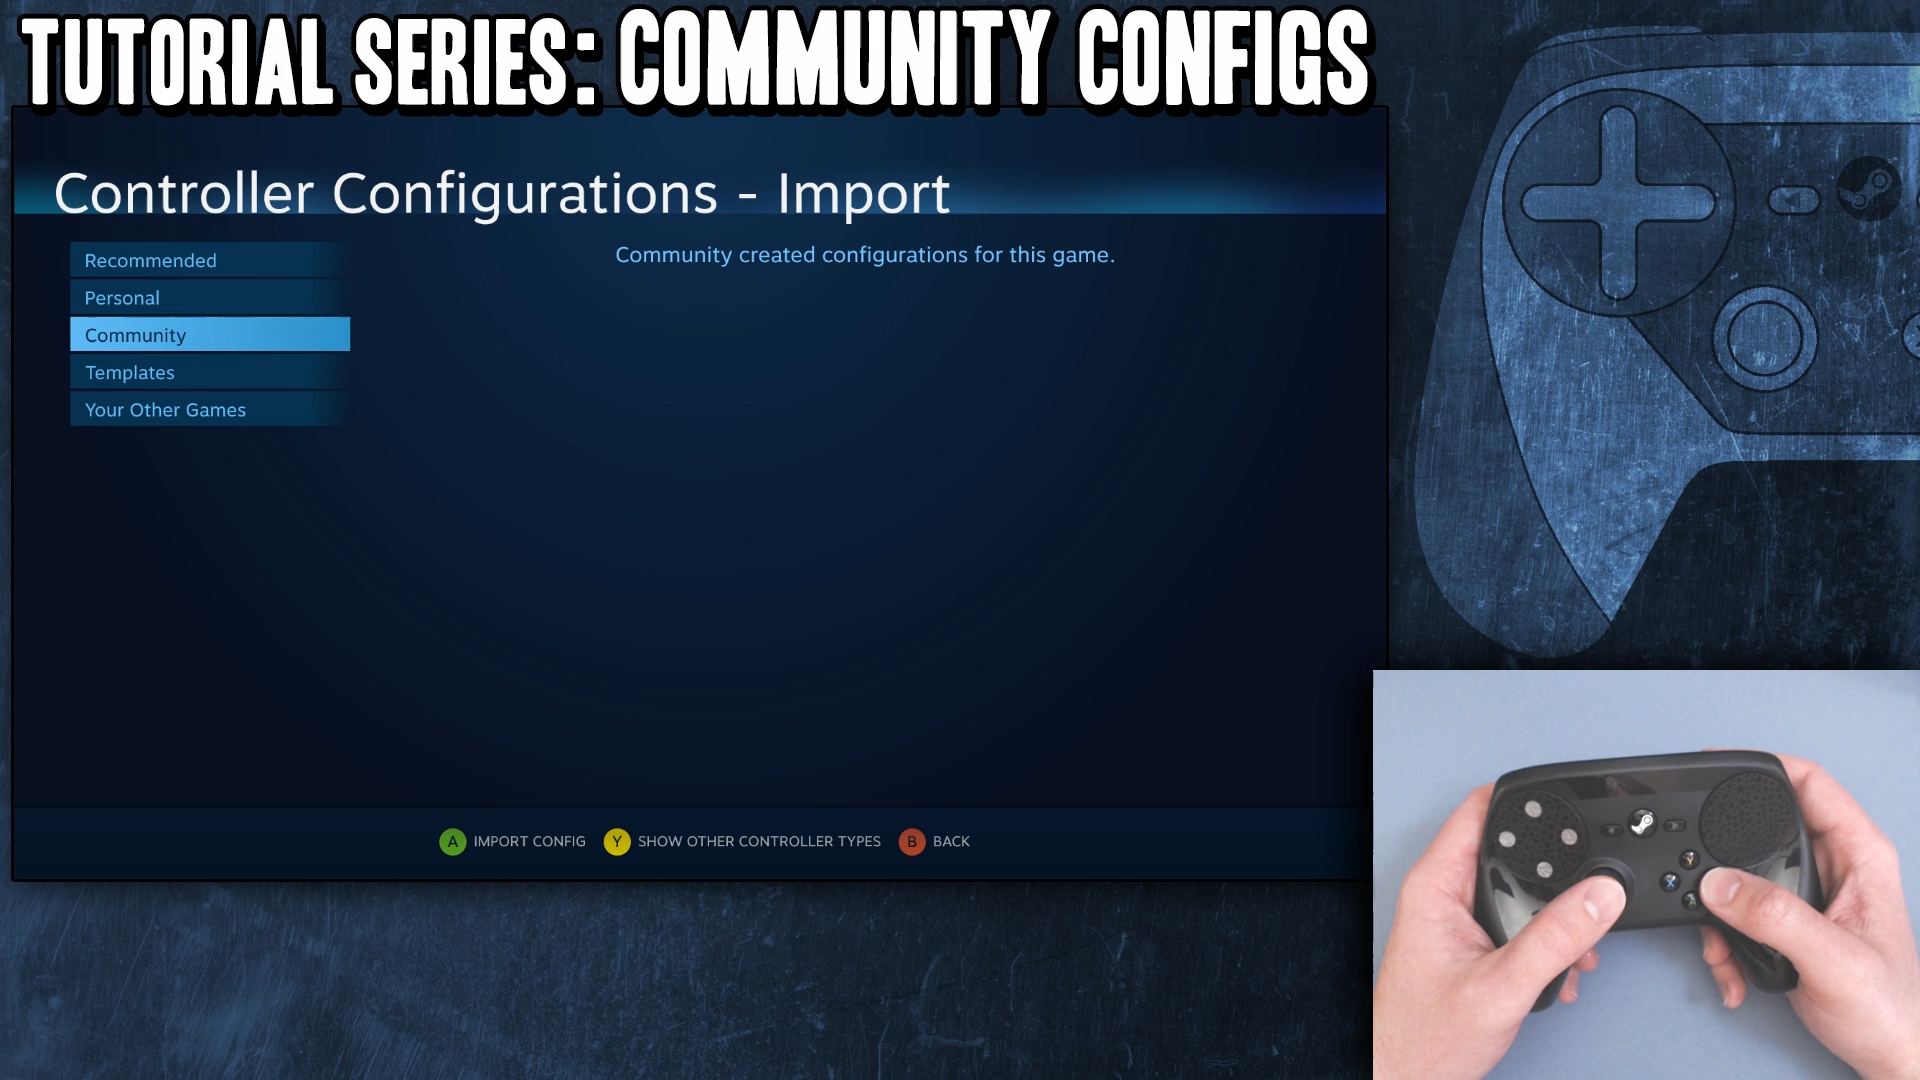 TUTORIAL SERIES: COMMUNITY CONFIGS
Controller Configurations - Import
Recommended
Personal
Community
Templates
Your Other Games
Community created configurations for this game.
A IMPORT CONFIG Y SHOW OTHER CONTROLLER TYPES B BACK
Y
X
A